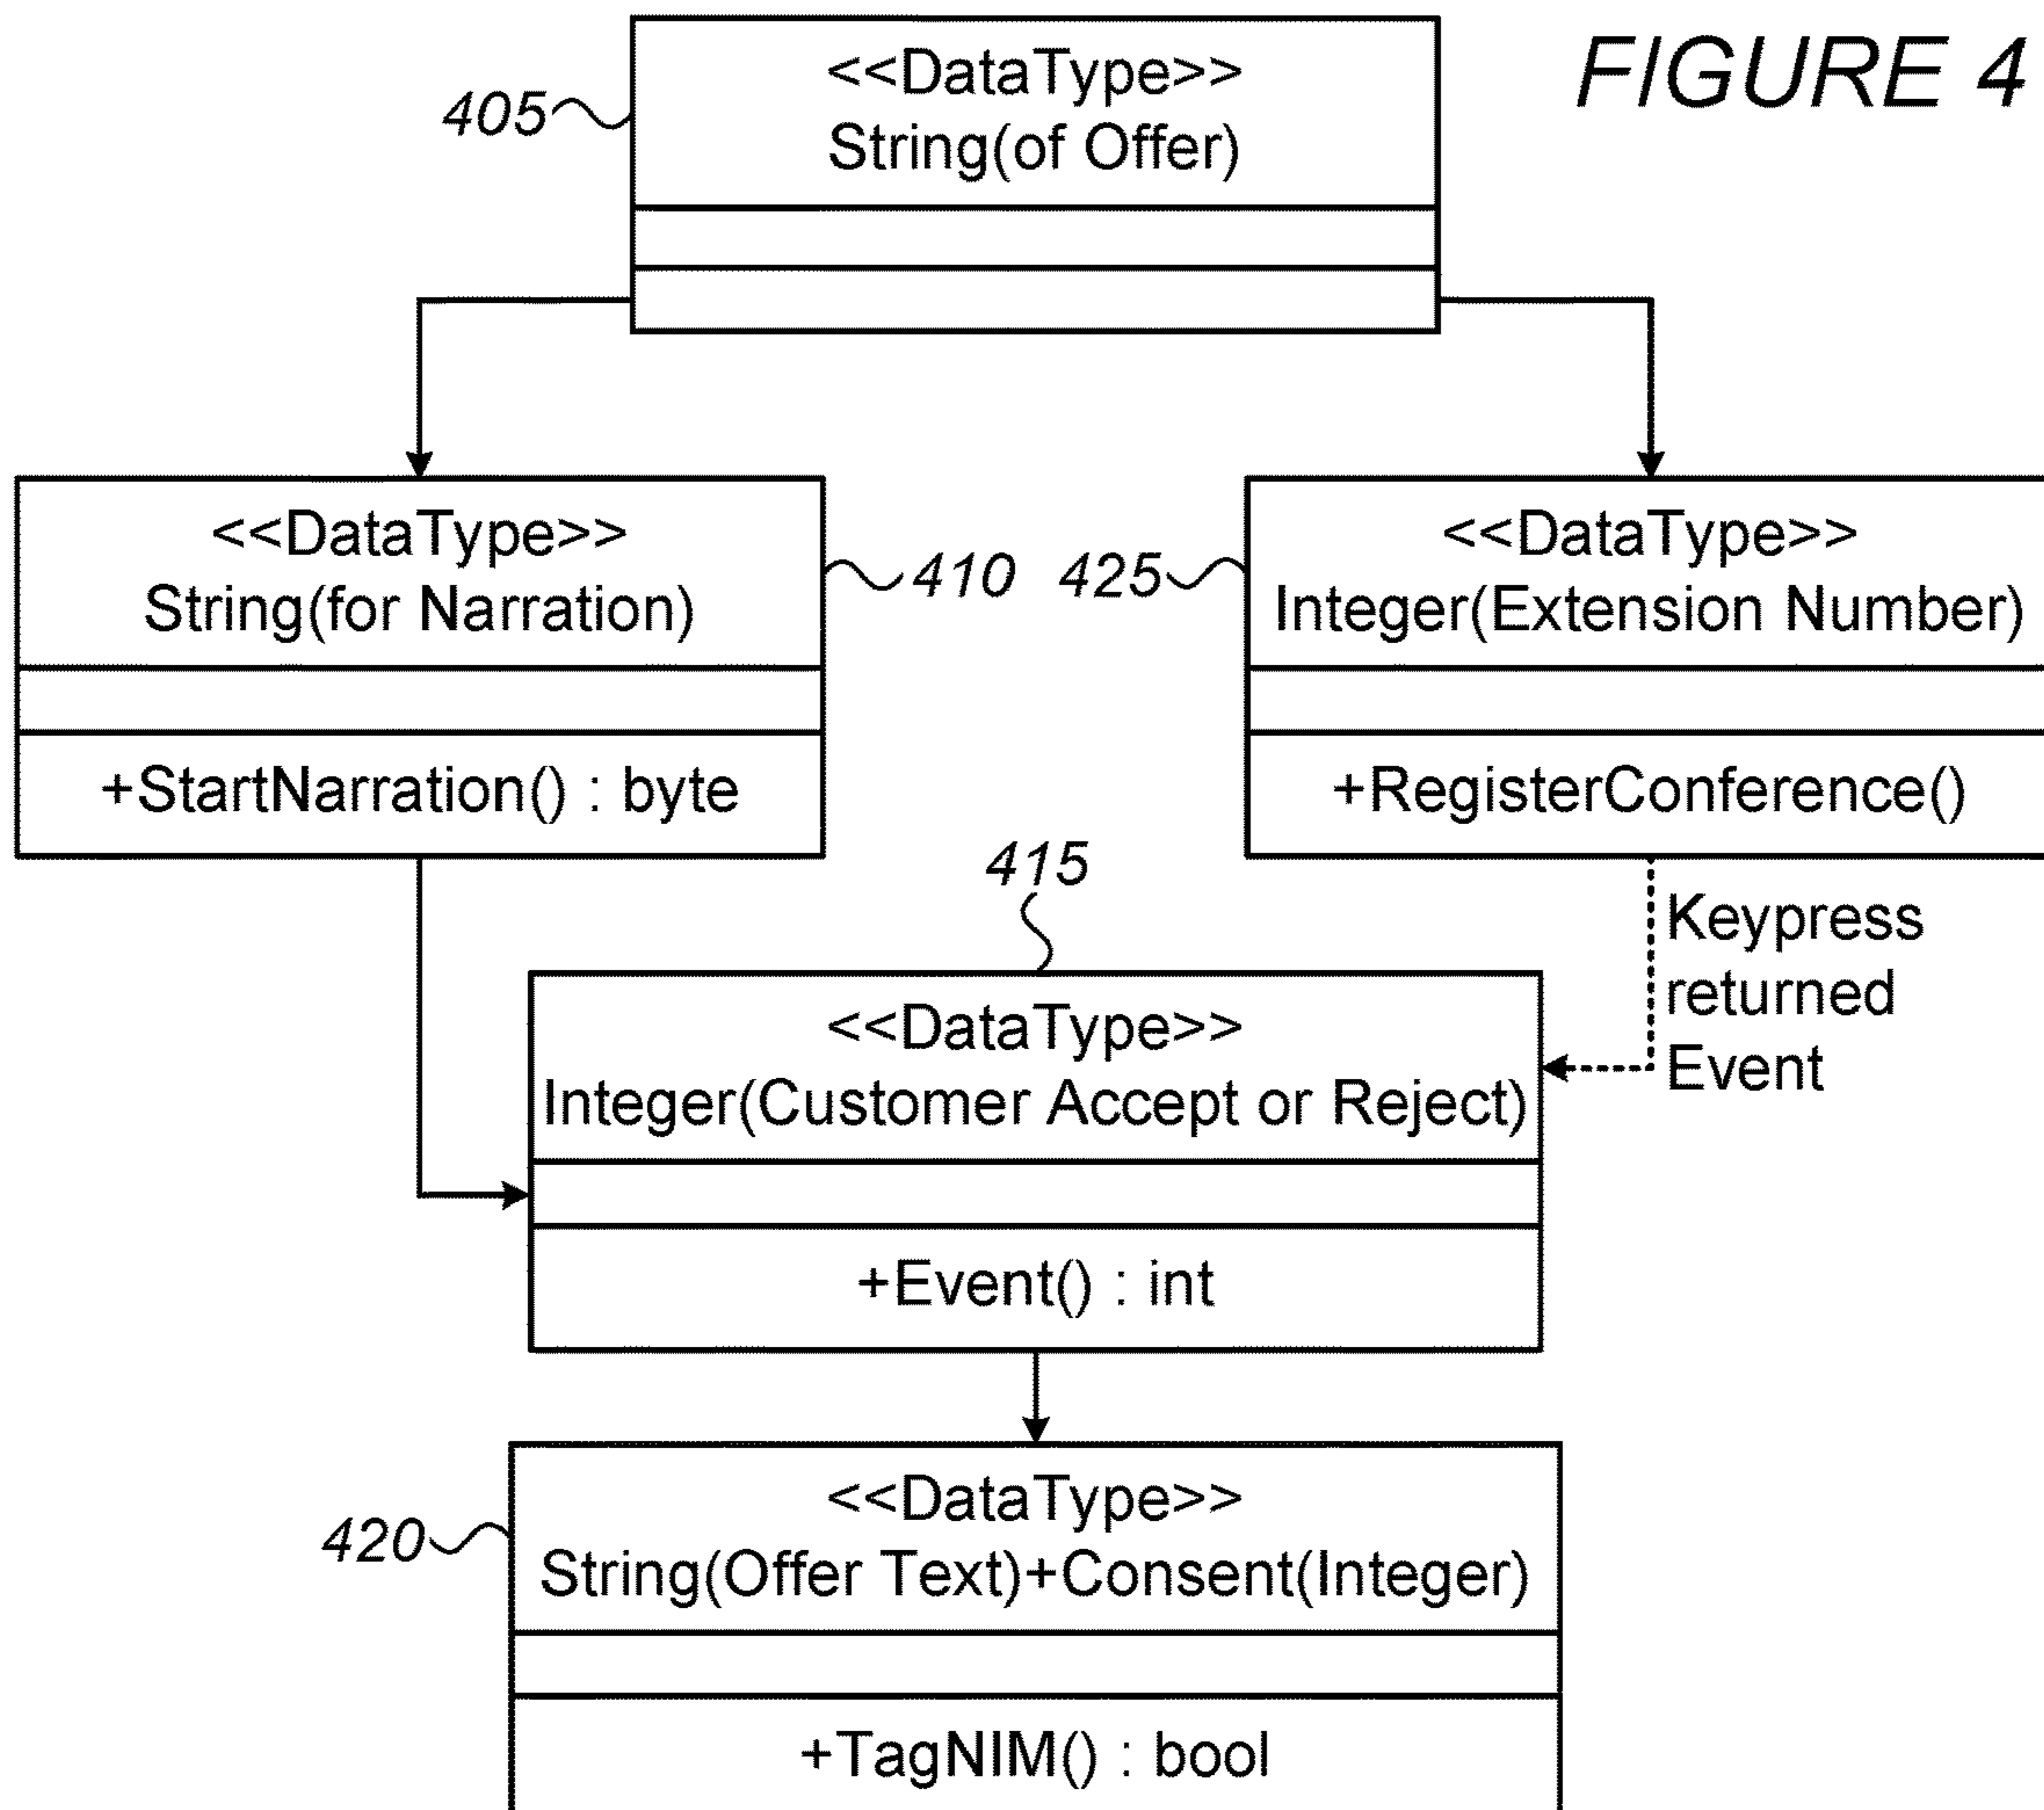 FIGURE 4
<<DataType>>
String(of Offer)
405
<<DataType>>
String(for Narration)
+StartNarration() : byte
410
425
<<DataType>>
Integer(Extension Number)
+RegisterConference()
Keypress
returned
Event
415
<<DataType>>
Integer(Customer Accept or Reject)
+Event() : int
420
<<DataType>>
String(Offer Text)+Consent(Integer)
+TagNIM() : bool